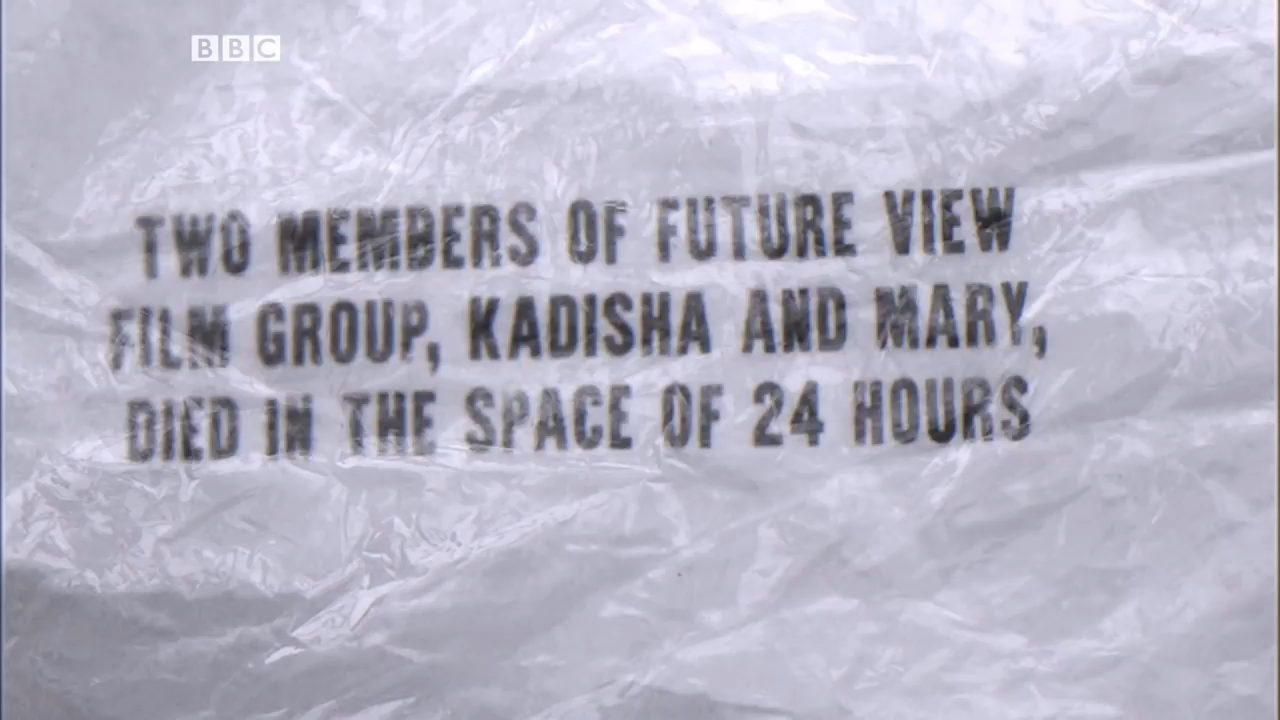 BBC
TWO MEMBERS OF FUTURE VIEW
FILM GROUP, KADISHA AND MARY,
DIED IN THE SPACE OF 24 HOURS